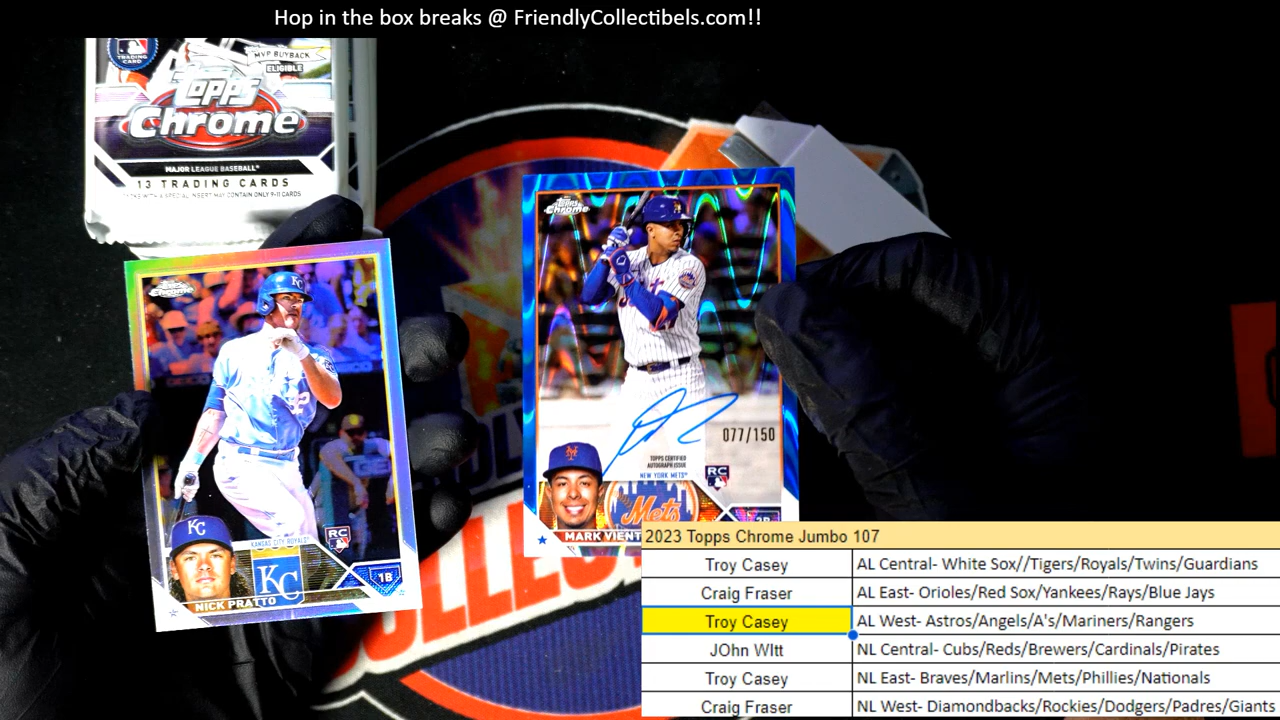 Hop in the box breaks @ FriendlyCollectibels.com!!
TRADING
CARD
MVP BUYBACK
ELIGIBLE
Topps
Chrome
MAJOR LEAGUE BASEBALL®
13 TRADING CARDS
Topps
Chrome
KC
RC
KANSAS CITY ROYALS®
KC
KC
1B
NICK PRATTO
Topps
Chrome
077/150
TOPPS CERTIFIED
AUTOGRAPH ISSUE
NEW YORK METS®
RC
Mets
MARK VIENT
2023 Topps Chrome Jumbo 107
Troy Casey AL Central- White Sox//Tigers/Royals/Twins/Guardians
Craig Fraser AL East- Orioles/Red Sox/Yankees/Rays/Blue Jays
Troy Casey AL West- Astros/Angels/A's/Mariners/Rangers
JOhn WItt NL Central- Cubs/Reds/Brewers/Cardinals/Pirates
Troy Casey NL East- Braves/Marlins/Mets/Phillies/Nationals
Craig Fraser NL West- Diamondbacks/Rockies/Dodgers/Padres/Giants